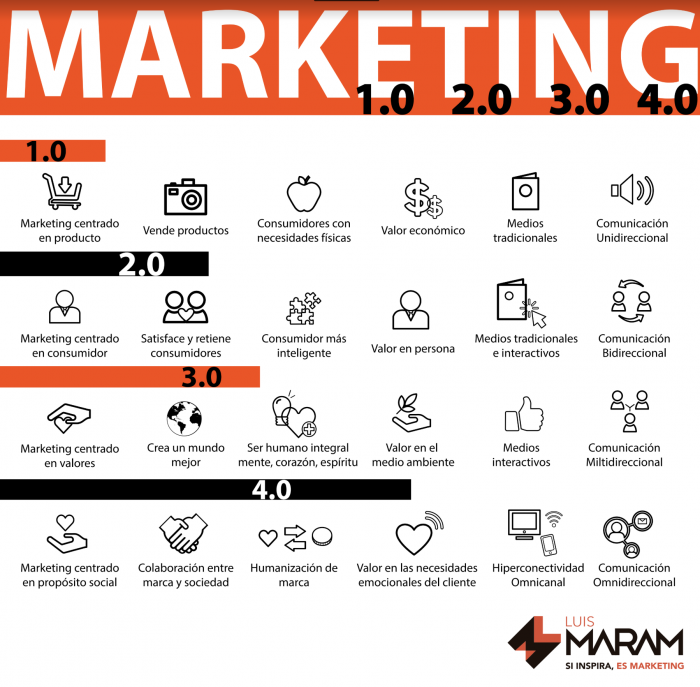 MARKETING
1.0 2.0 3.0 4.0
1.0
Marketing centrado
en producto
Vende productos
Consumidores con
necesidades físicas
Valor económico
Medios
tradicionales
Comunicación
Unidireccional
2.0
Marketing centrado
en consumidor
Satisface y retiene
consumidores
Consumidor más
inteligente
Valor en persona
Medios tradicionales
e interactivos
Comunicación
Bidireccional
3.0
Marketing centrado
en valores
Crea un mundo
mejor
Ser humano integral
mente, corazón, espíritu
Valor en el
medio ambiente
Medios
interactivos
Comunicación
Miltidireccional
4.0
Marketing centrado
en propósito social
Colaboración entre
marca y sociedad
Humanización de
marca
Valor en las necesidades
emocionales del cliente
Hiperconectividad
Omnicanal
Comunicación
Omnidireccional
LUIS
MARAM
SI INSPIRA, ES MARKETING